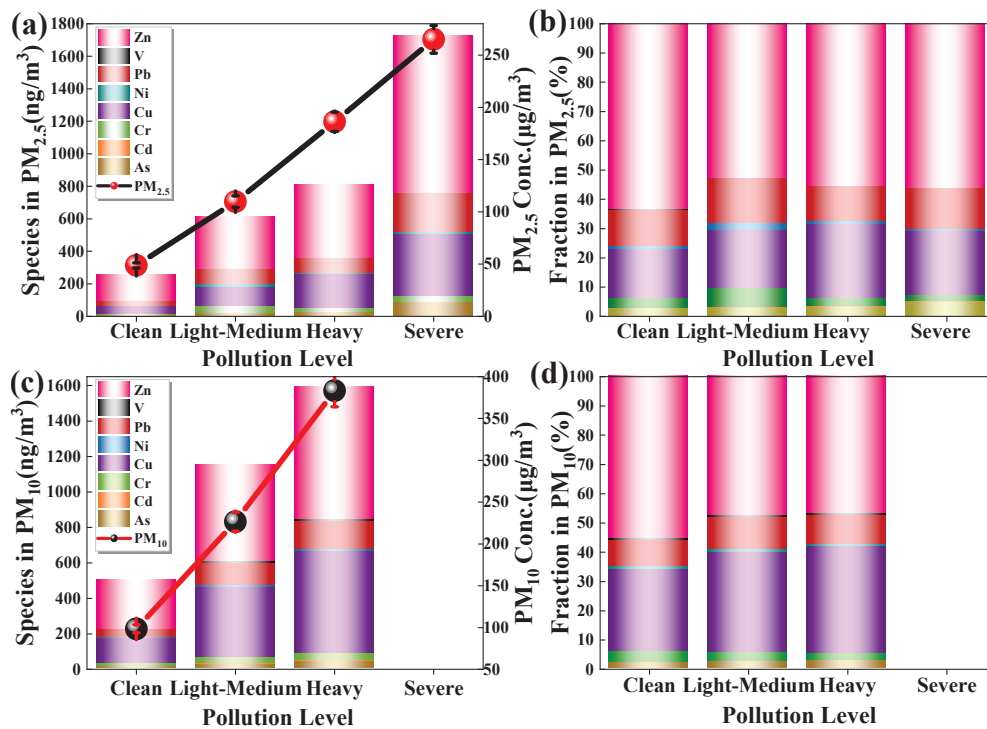 (a)
Species in PM2.5(ng/m3)
1800
1600
1400
1200
1000
800
600
400
200
0
Zn
V
Pb
Ni
Cu
Cr
Cd
As
PM2.5
PM2.5 Conc.(μg/m3)
250
200
150
100
50
0
Clean Light-Medium Heavy Severe
Pollution Level
(b)
Fraction in PM2.5(%)
100
90
80
70
60
50
40
30
20
10
0
Clean Light-Medium Heavy Severe
Pollution Level
(c)
Species in PM10(ng/m3)
1600
1400
1200
1000
800
600
400
200
0
Zn
V
Pb
Ni
Cu
Cr
Cd
As
PM10
PM10 Conc.(μg/m3)
400
350
300
250
200
150
100
50
Clean Light-Medium Heavy Severe
Pollution Level
(d)
Fraction in PM10(%)
100
90
80
70
60
50
40
30
20
10
0
Clean Light-Medium Heavy Severe
Pollution Level